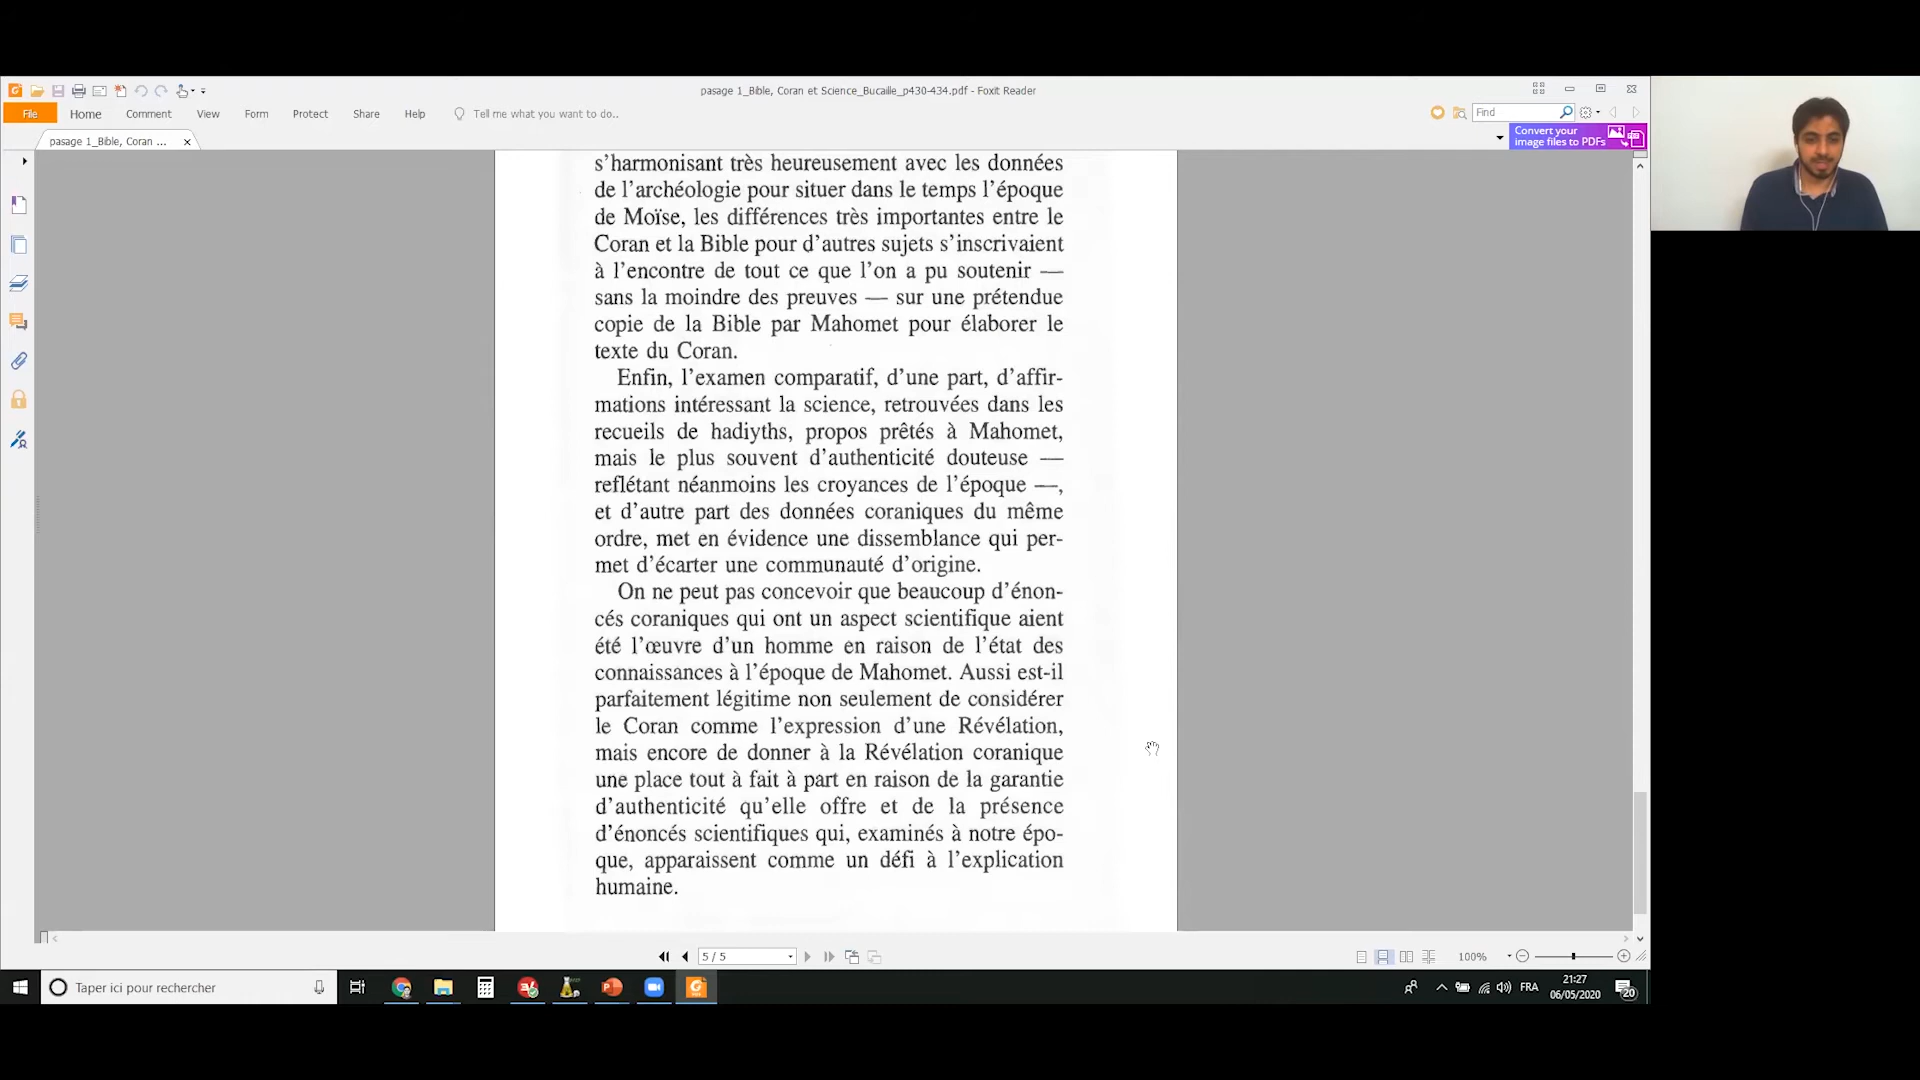 pasage 1_Bible, Coran et Science_Bucaille_p430-434.pdf - Foxit Reader
File Home Comment View Form Protect Share Help Tell me what you want to do..
Find
pasage 1_Bible, Coran ...
Convert your
image files to PDFs
s’harmonisant très heureusement avec les données
de l’archéologie pour situer dans le temps l’époque
de Moïse, les différences très importantes entre le
Coran et la Bible pour d’autres sujets s’inscrivaient
à l’encontre de tout ce que l’on a pu soutenir —
sans la moindre des preuves — sur une prétendue
copie de la Bible par Mahomet pour élaborer le
texte du Coran.
Enfin, l’examen comparatif, d’une part, d’affir-
mations intéressant la science, retrouvées dans les
recueils de hadiyths, propos prêtés à Mahomet,
mais le plus souvent d’authenticité douteuse —
reflétant néanmoins les croyances de l’époque —,
et d’autre part des données coraniques du même
ordre, met en évidence une dissemblance qui per-
met d’écarter une communauté d’origine.
On ne peut pas concevoir que beaucoup d’énon-
cés coraniques qui ont un aspect scientifique aient
été l’œuvre d’un homme en raison de l’état des
connaissances à l’époque de Mahomet. Aussi est-il
parfaitement légitime non seulement de considérer
le Coran comme l’expression d’une Révélation,
mais encore de donner à la Révélation coranique
une place tout à fait à part en raison de la garantie
d’authenticité qu’elle offre et de la présence
d’énoncés scientifiques qui, examinés à notre épo-
que, apparaissent comme un défi à l’explication
humaine.
5 / 5
100%
Taper ici pour rechercher
FRA
21:27
06/05/2020
20